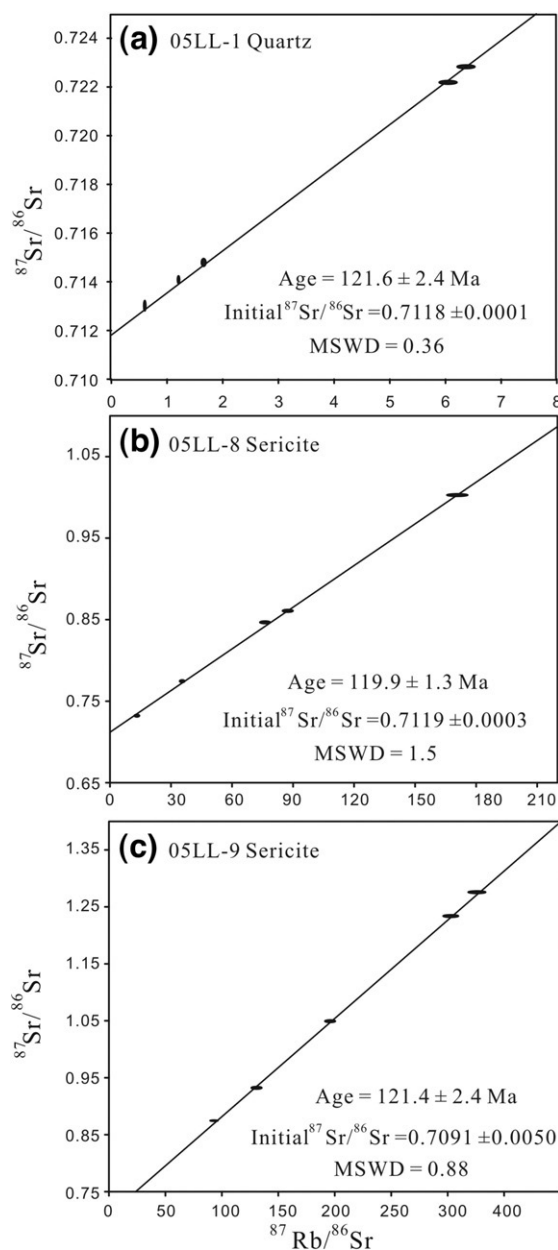 (a) 05LL-1 Quartz
0.724
0.722
0.720
0.718
0.716
0.714
0.712
0.710
⁸⁷Sr/⁸⁶Sr
Age = 121.6 ± 2.4 Ma
Initial⁸⁷Sr/⁸⁶Sr =0.7118 ±0.0001
MSWD = 0.36
0 1 2 3 4 5 6 7 8
(b) 05LL-8 Sericite
1.05
0.95
0.85
0.75
0.65
⁸⁷Sr/⁸⁶Sr
Age = 119.9 ± 1.3 Ma
Initial⁸⁷Sr/⁸⁶Sr =0.7119 ±0.0003
MSWD = 1.5
0 30 60 90 120 150 180 210
(c) 05LL-9 Sericite
1.35
1.25
1.15
1.05
0.95
0.85
0.75
⁸⁷Sr/⁸⁶Sr
Age = 121.4 ± 2.4 Ma
Initial⁸⁷Sr/⁸⁶Sr =0.7091 ±0.0050
MSWD = 0.88
0 50 100 150 200 250 300 350 400
⁸⁷Rb/⁸⁶Sr